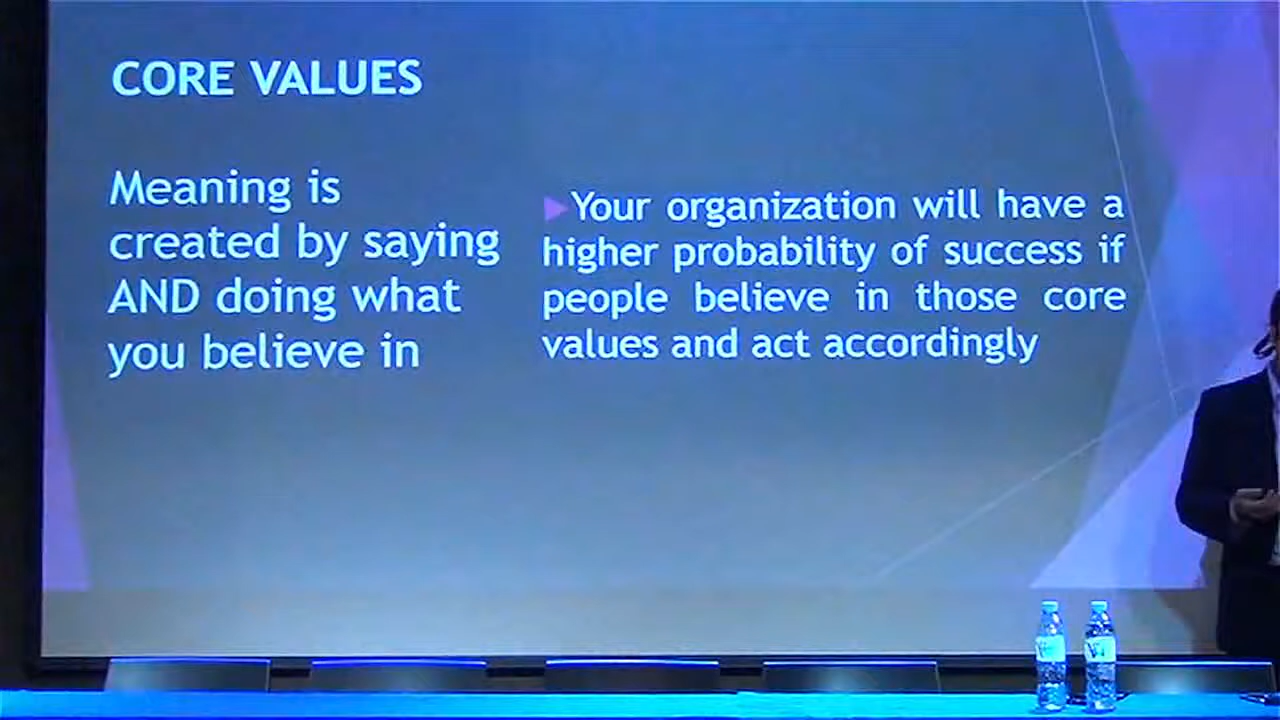 CORE VALUES
Meaning is
created by saying
AND doing what
you believe in
▶Your organization will have a
higher probability of success if
people believe in those core
values and act accordingly